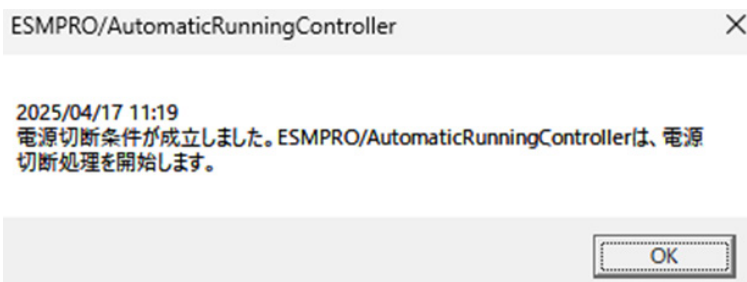 ESMPRO/AutomaticRunningController
2025/04/17 11:19
電源切断条件が成立しました。ESMPRO/AutomaticRunningControllerは、電源
切断処理を開始します。
OK